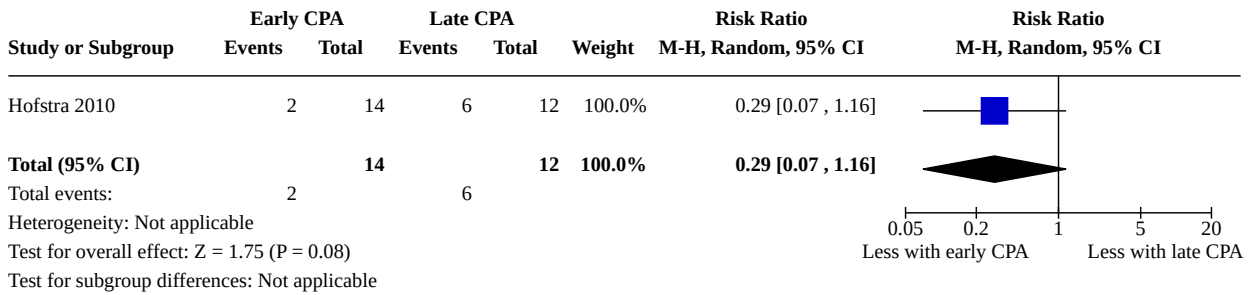 Early CPA Late CPA Risk Ratio Risk Ratio
Study or Subgroup Events Total Events Total Weight M-H, Random, 95% CI M-H, Random, 95% CI
Hofstra 2010 2 14 6 12 100.0% 0.29 [0.07 , 1.16]
Total (95% CI) 14 12 100.0% 0.29 [0.07 , 1.16]
Total events: 2 6
Heterogeneity: Not applicable
0.05 0.2 1 5 20
Test for overall effect: Z = 1.75 (P = 0.08)
Less with early CPA Less with late CPA
Test for subgroup differences: Not applicable